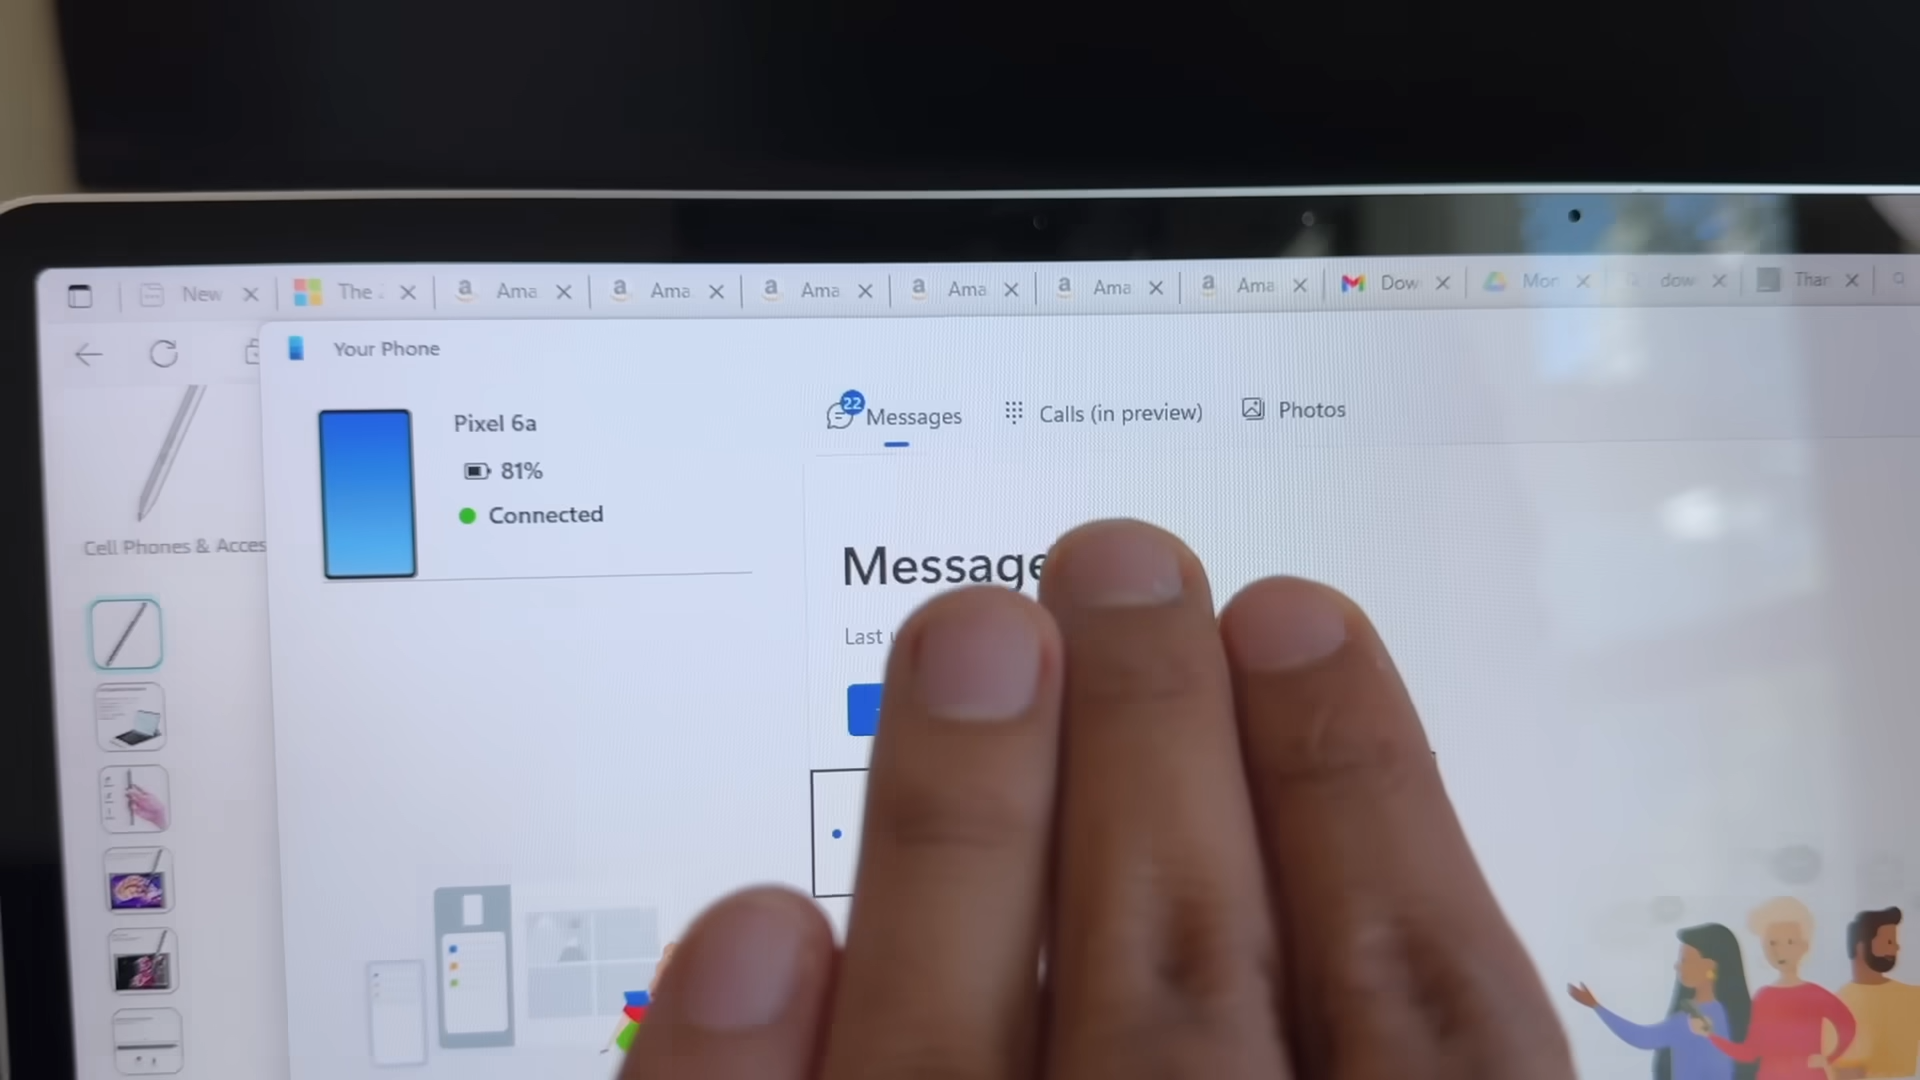 New
The
Ama
Ama
Ama
Ama
Ama
Ama
Dow
Mon
dow
Thar
Your Phone
Pixel 6a
81%
Connected
22
Messages
Calls (in preview)
Photos
Cell Phones & Acces
Message
Last